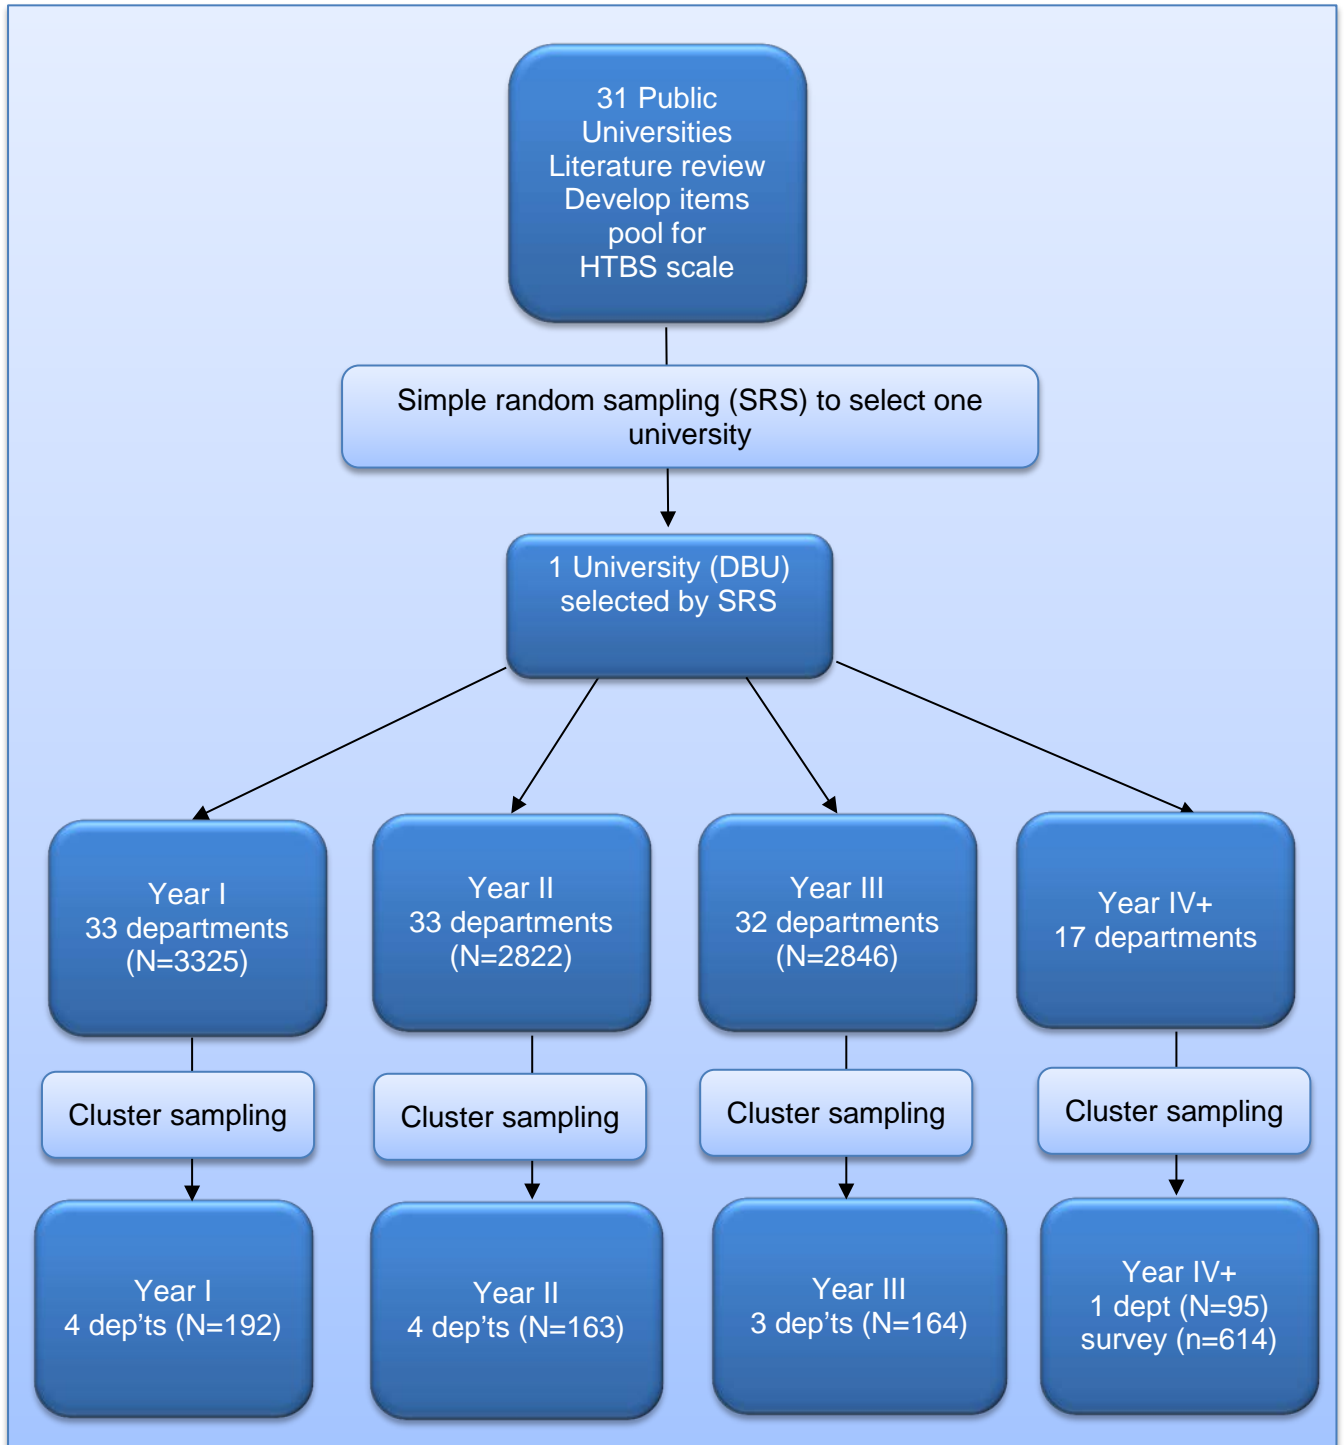 31 Public
Universities
Literature review
Develop items
pool for
HTBS scale
Simple random sampling (SRS) to select one
university
1 University (DBU)
selected by SRS
Year I
33 departments
(N=3325)
Year II
33 departments
(N=2822)
Year III
32 departments
(N=2846)
Year IV+
17 departments
Cluster sampling
Cluster sampling
Cluster sampling
Cluster sampling
Year I
4 dep’ts (N=192)
Year II
4 dep’ts (N=163)
Year III
3 dep’ts (N=164)
Year IV+
1 dept (N=95)
survey (n=614)